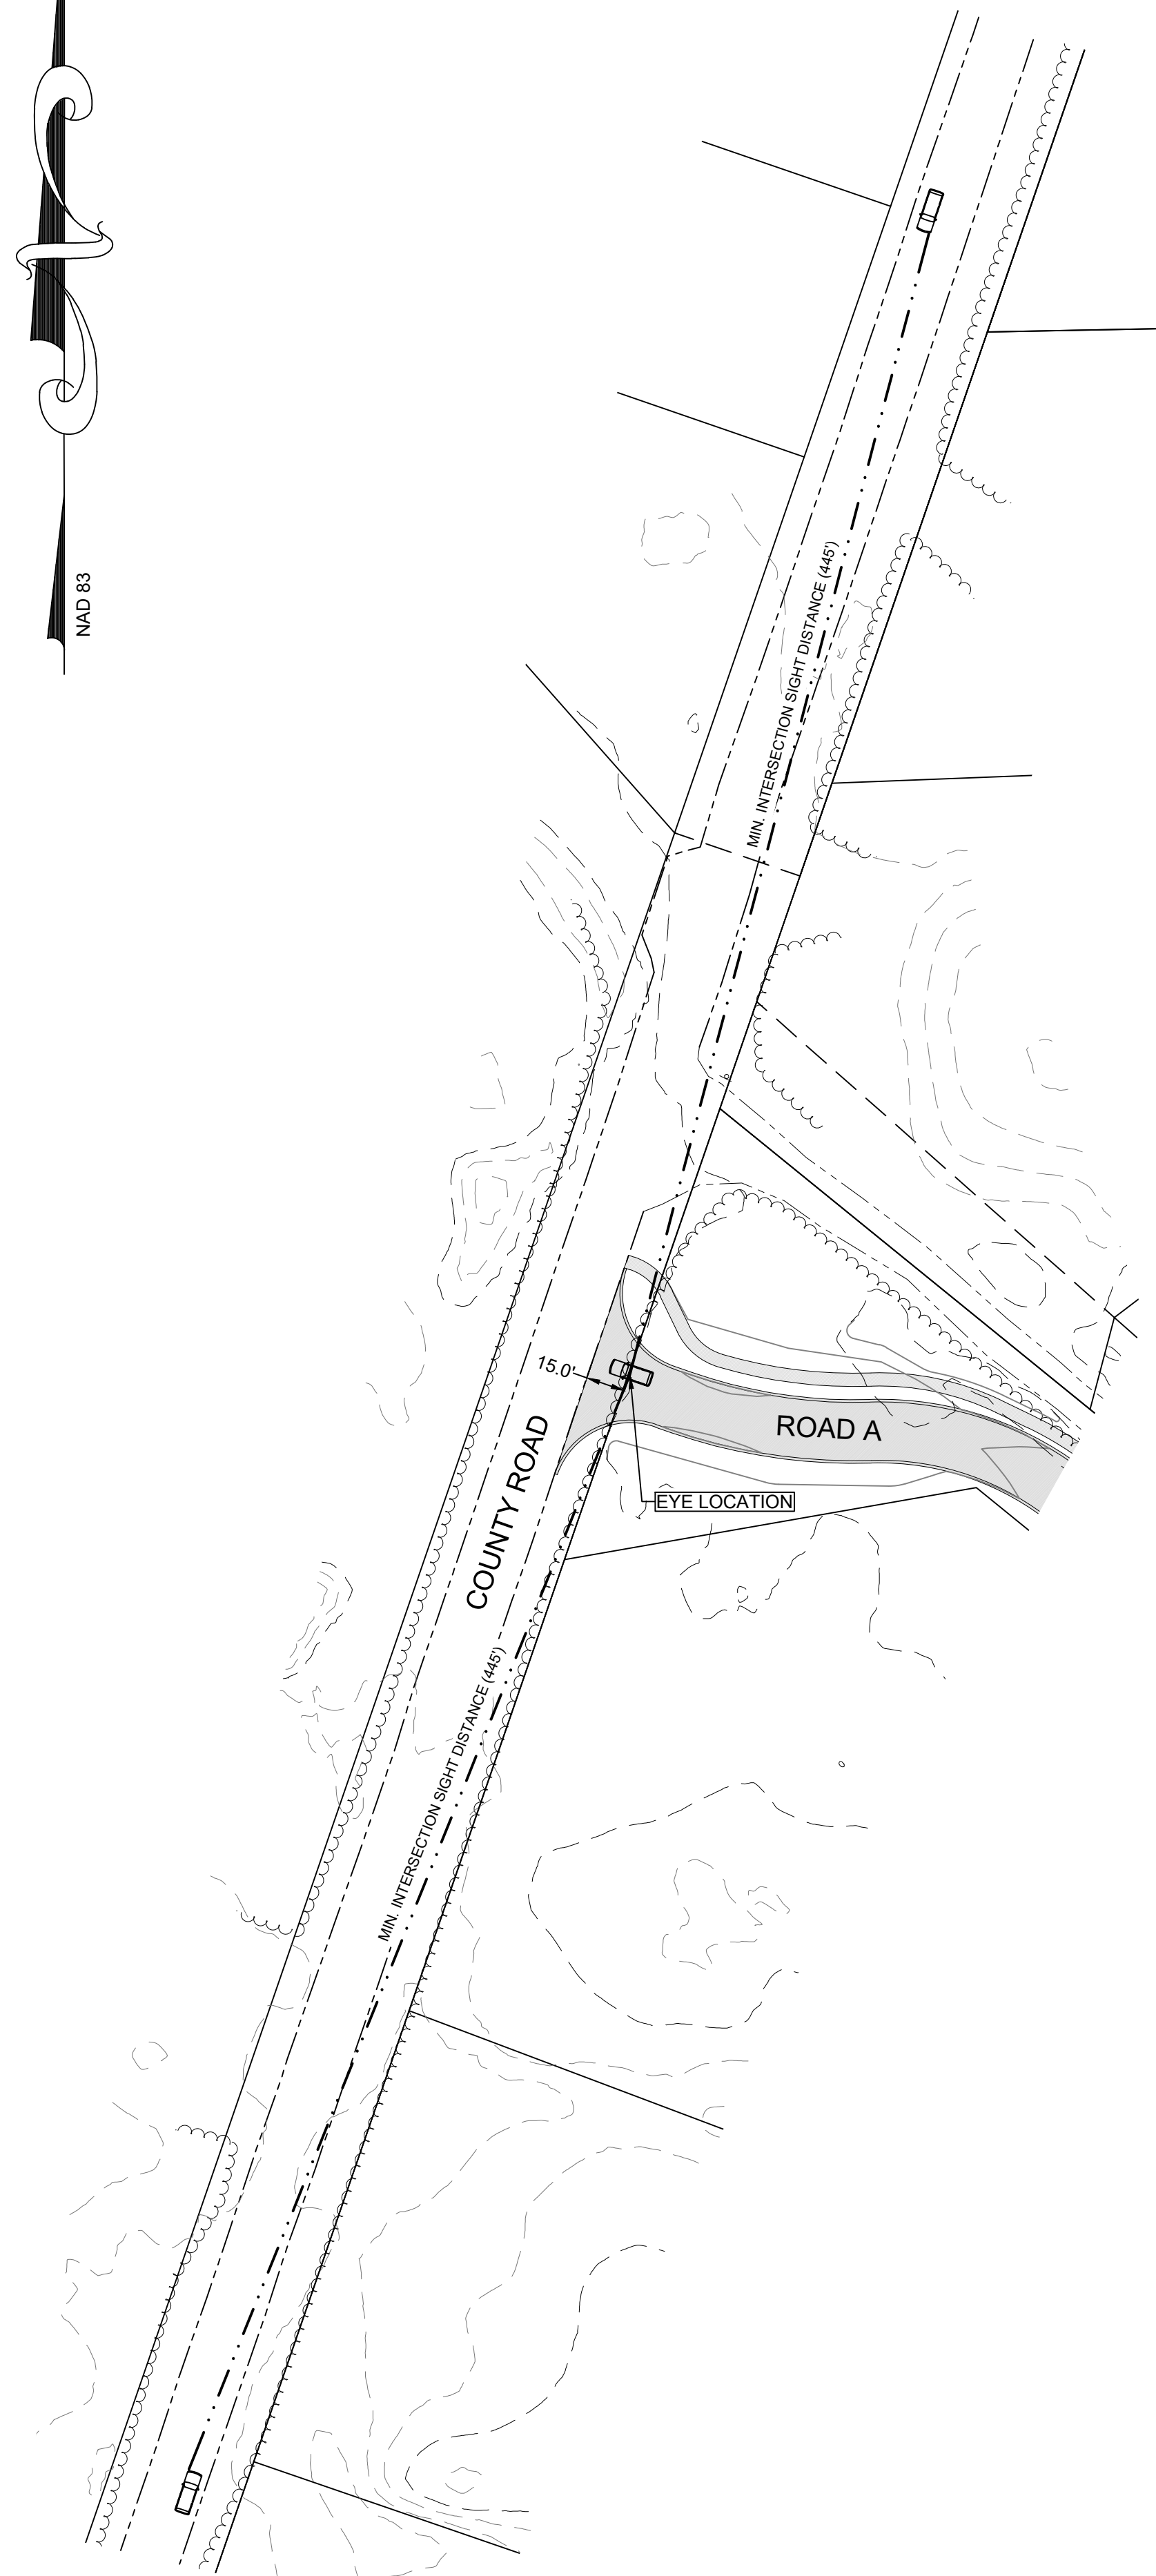 NAD 83
MIN. INTERSECTION SIGHT DISTANCE (445')
15.0'
COUNTY ROAD
ROAD A
EYE LOCATION
MIN. INTERSECTION SIGHT DISTANCE (445')